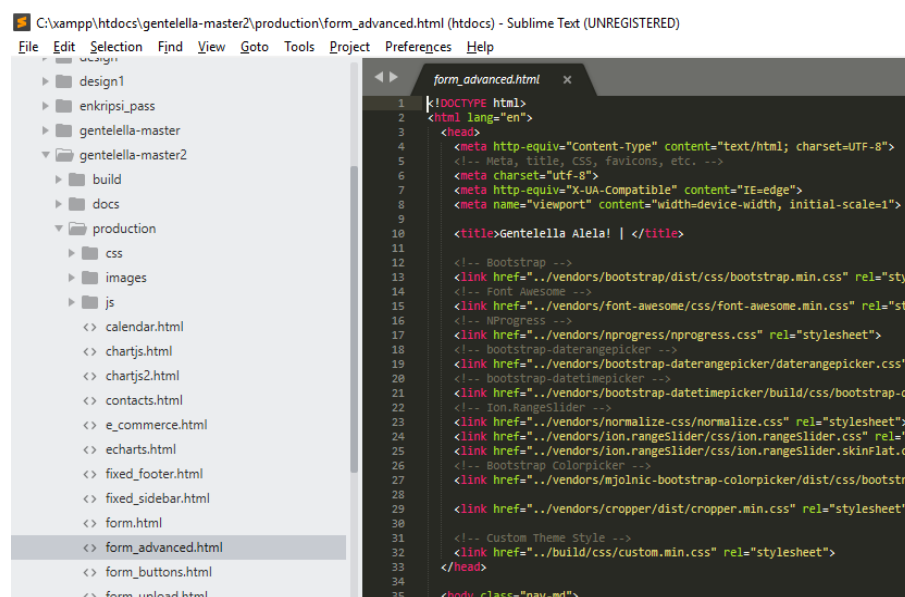 C:\xampp\htdocs\gentelella-master2\production\form_advanced.html (htdocs) - Sublime Text (UNREGISTERED)
File Edit Selection Find View Goto Tools Project Preferences Help
design
design1
enkripsi_pass
gentelella-master
gentelella-master2
build
docs
production
css
images
js
calendar.html
chartjs.html
chartjs2.html
contacts.html
e_commerce.html
echarts.html
fixed_footer.html
fixed_sidebar.html
form.html
form_advanced.html
form_buttons.html
form_upload.html
form_advanced.html ×
1 <!DOCTYPE html>
2 <html lang="en">
3 <head>
4 <meta http-equiv="Content-Type" content="text/html; charset=UTF-8">
5 <!-- Meta, title, CSS, favicons, etc. -->
6 <meta charset="utf-8">
7 <meta http-equiv="X-UA-Compatible" content="IE=edge">
8 <meta name="viewport" content="width=device-width, initial-scale=1">
9
10 <title>Gentelella Alela! | </title>
11
12 <!-- Bootstrap -->
13 <link href="../vendors/bootstrap/dist/css/bootstrap.min.css" rel="sty
14 <!-- Font Awesome -->
15 <link href="../vendors/font-awesome/css/font-awesome.min.css" rel="st
16 <!-- NProgress -->
17 <link href="../vendors/nprogress/nprogress.css" rel="stylesheet">
18 <!-- bootstrap-daterangepicker -->
19 <link href="../vendors/bootstrap-daterangepicker/daterangepicker.css"
20 <!-- bootstrap-datetimepicker -->
21 <link href="../vendors/bootstrap-datetimepicker/build/css/bootstrap-d
22 <!-- Ion.RangeSlider -->
23 <link href="../vendors/normalize-css/normalize.css" rel="stylesheet">
24 <link href="../vendors/ion.rangeSlider/css/ion.rangeSlider.css" rel="
25 <link href="../vendors/ion.rangeSlider/css/ion.rangeSlider.skinFlat.c
26 <!-- Bootstrap Colorpicker -->
27 <link href="../vendors/mjolnic-bootstrap-colorpicker/dist/css/bootstr
28
29 <link href="../vendors/cropper/dist/cropper.min.css" rel="stylesheet"
30
31 <!-- Custom Theme Style -->
32 <link href="../build/css/custom.min.css" rel="stylesheet">
33 </head>
34
35 <body class="nav-md">